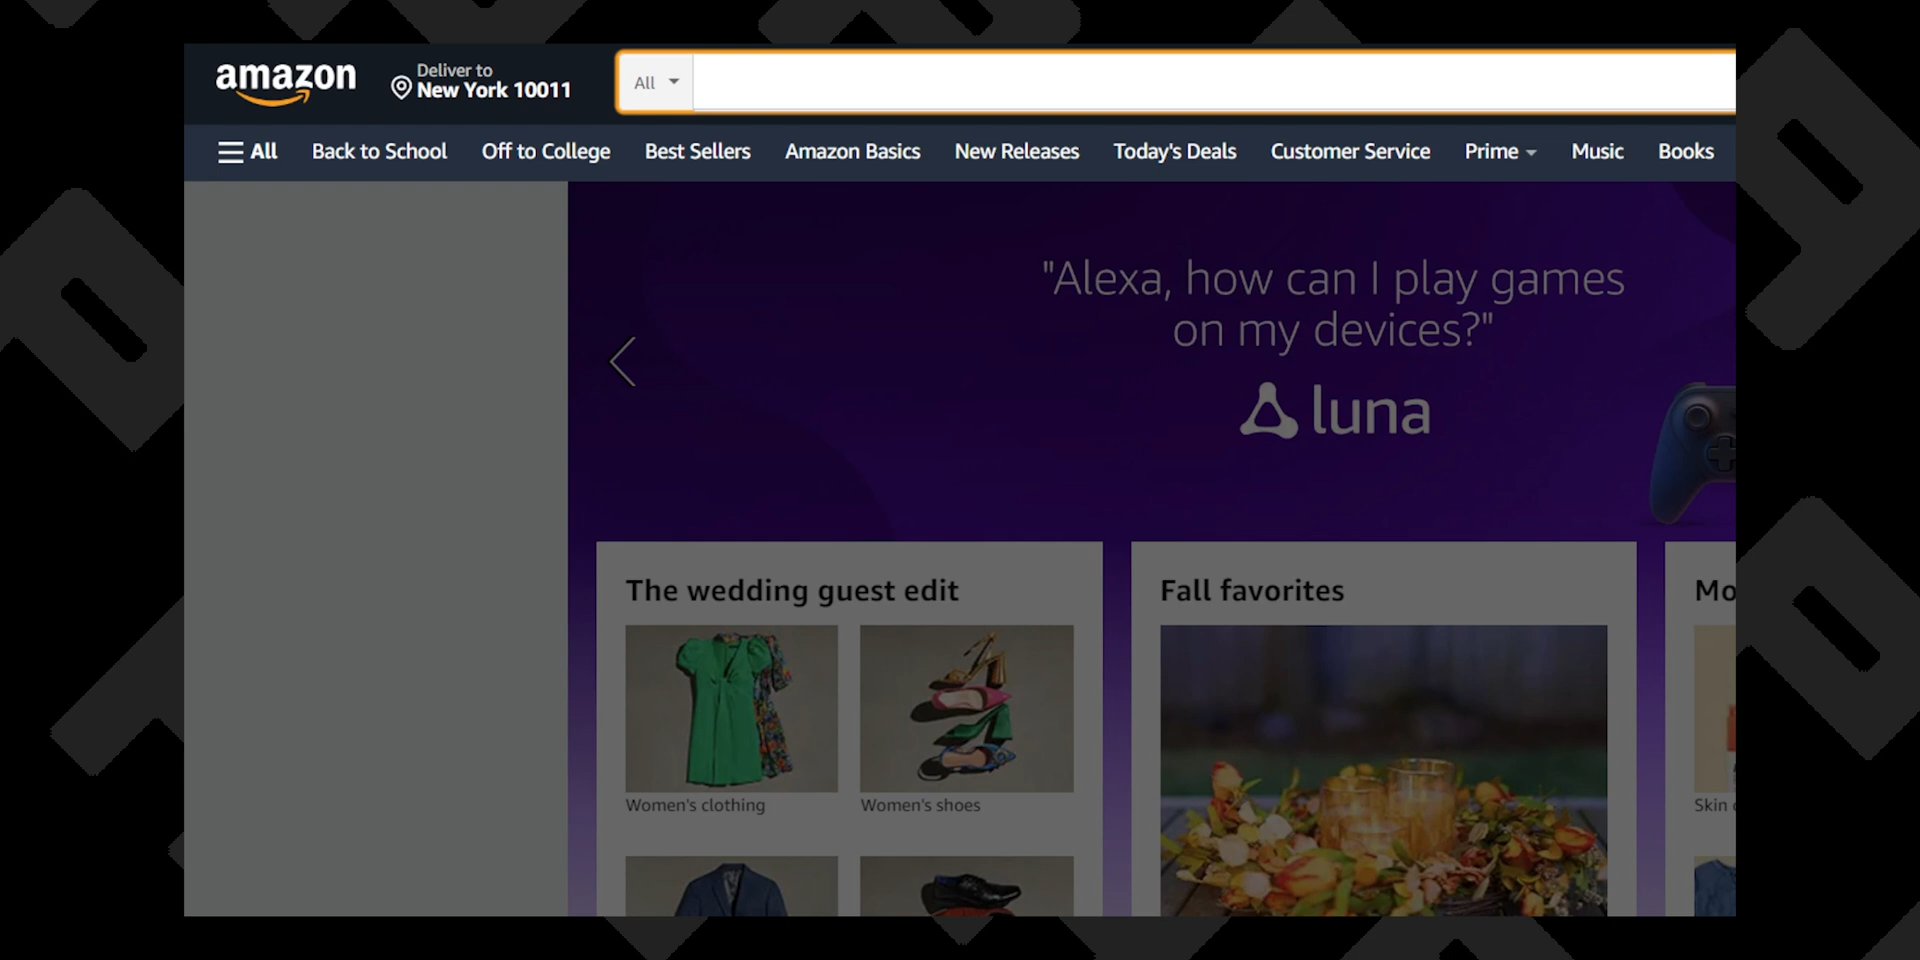 amazon
Deliver to
New York 10011
All
All
Back to School
Off to College
Best Sellers
Amazon Basics
New Releases
Today's Deals
Customer Service
Prime
Music
Books
"Alexa, how can I play games
on my devices?"
luna
The wedding guest edit
Women's clothing
Women's shoes
Fall favorites
Mo
Skin